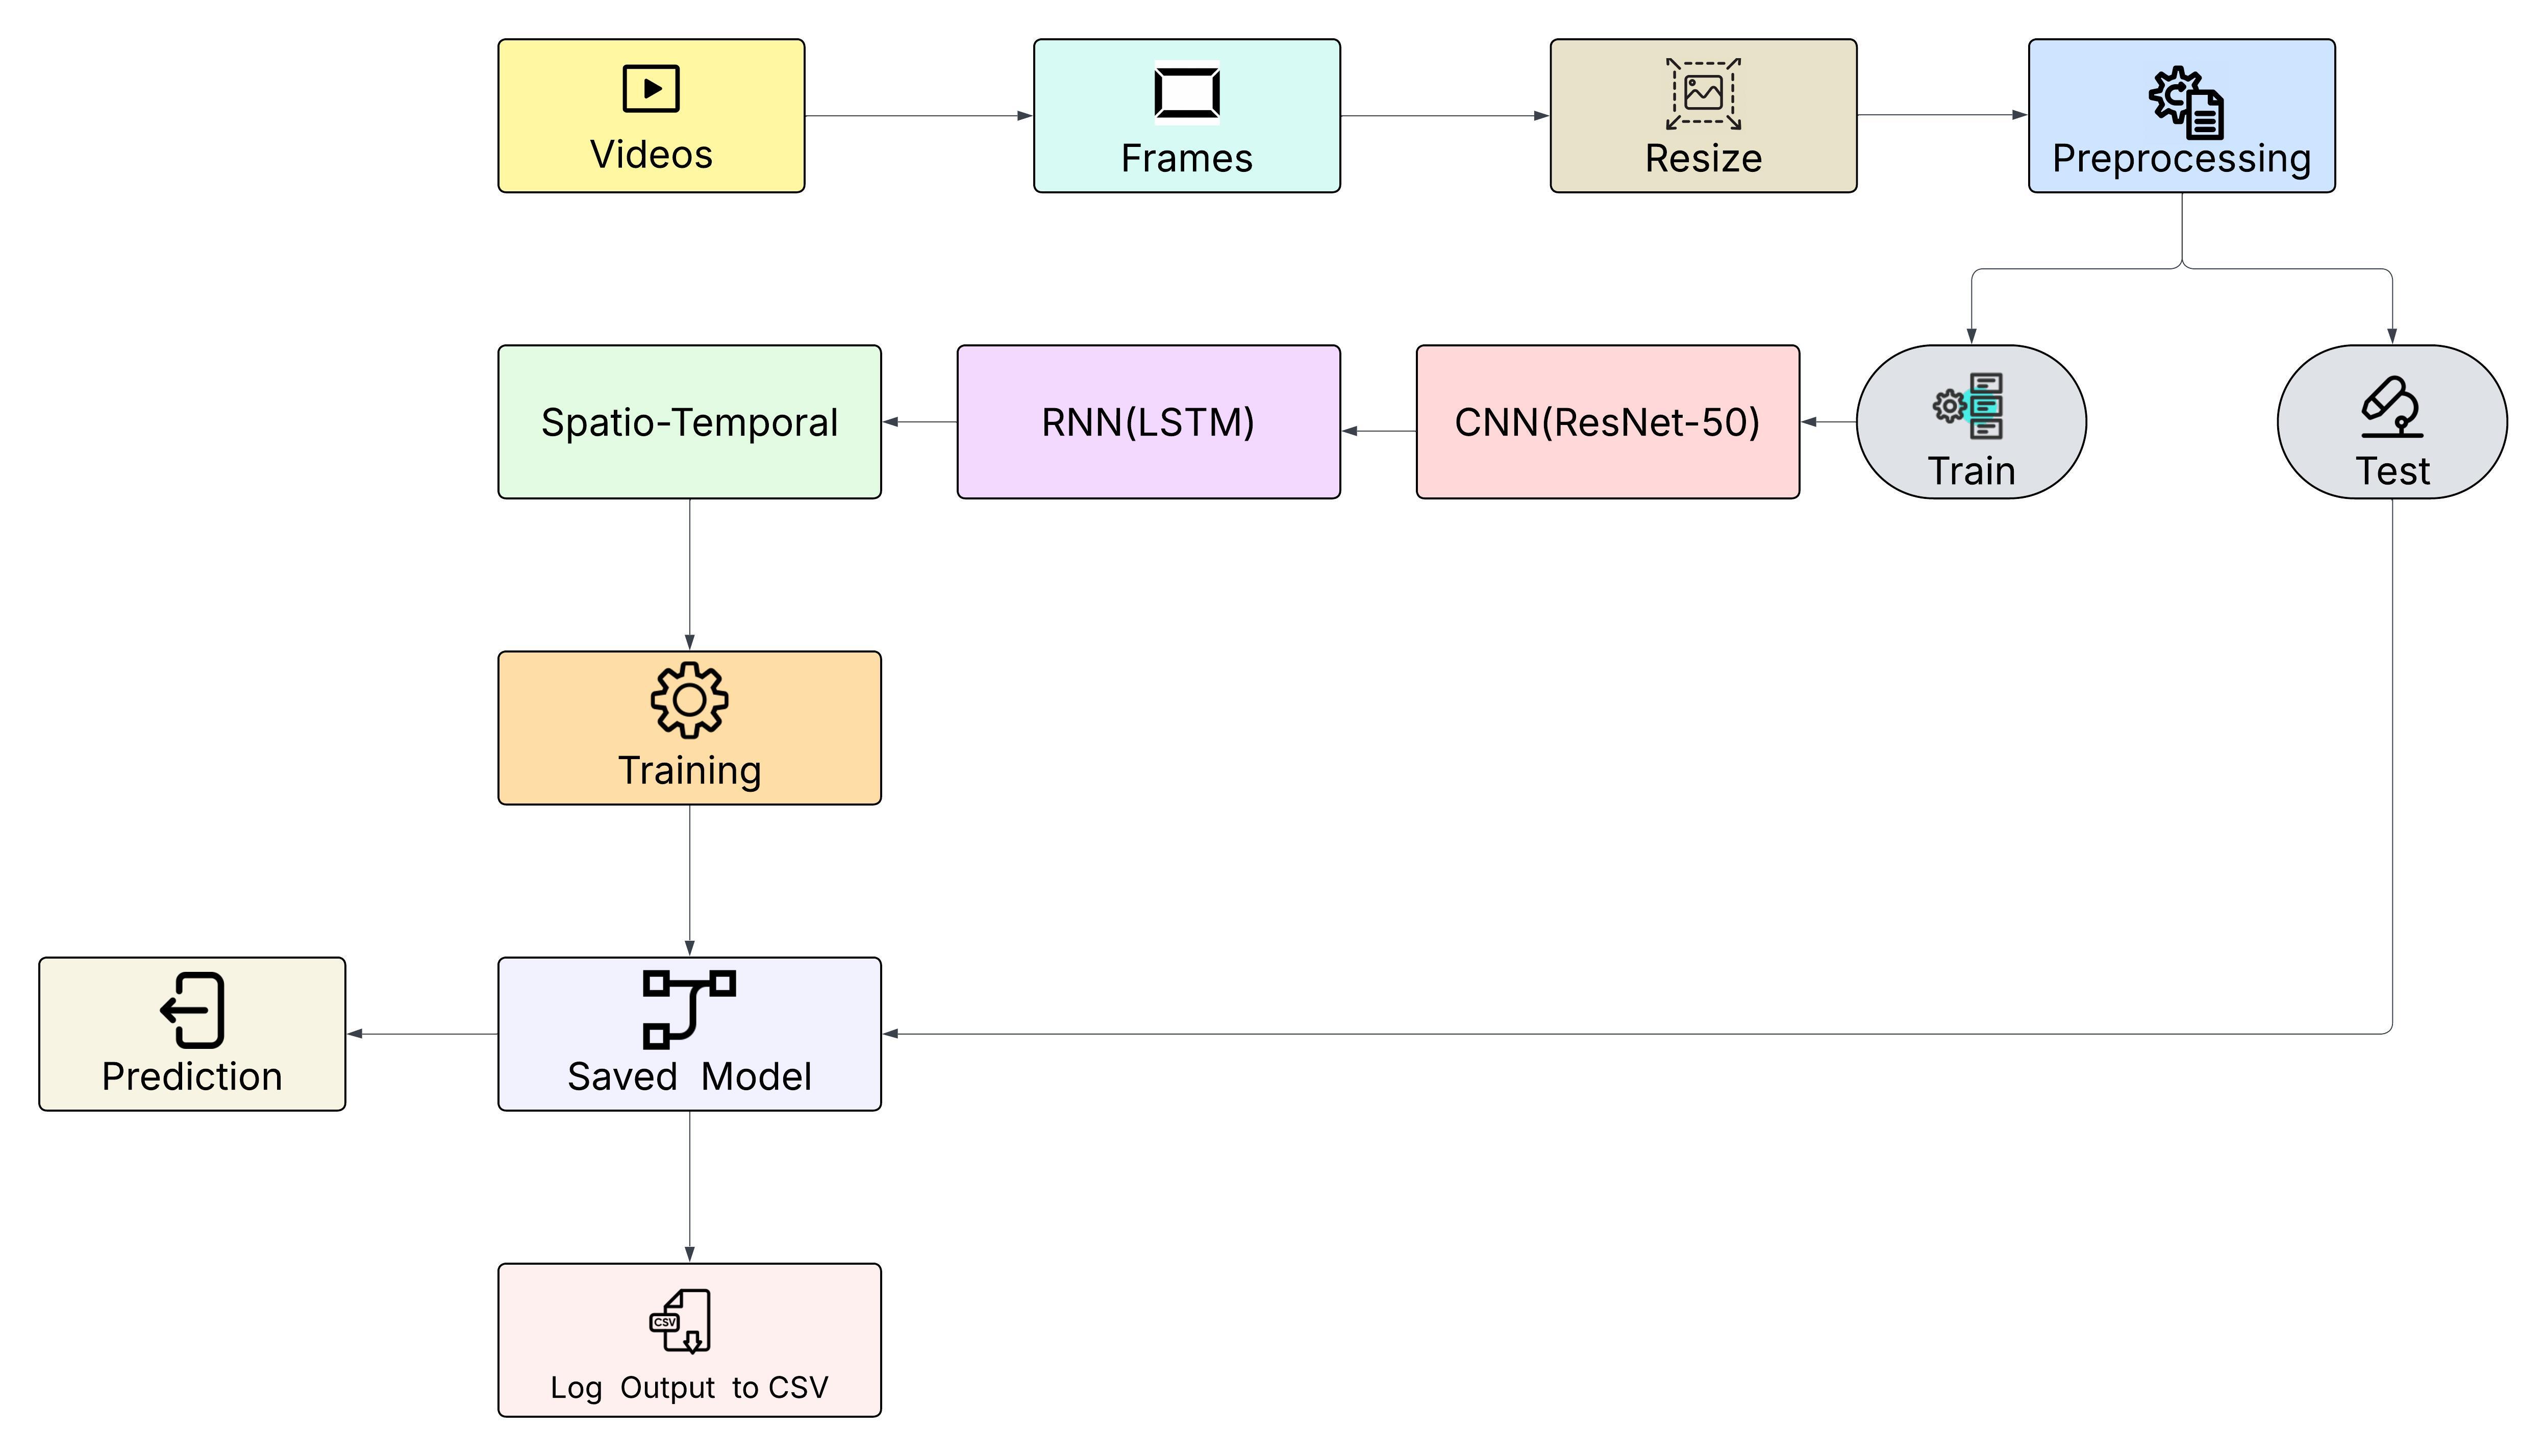 Videos
Frames
Resize
Preprocessing
Spatio-Temporal
RNN(LSTM)
CNN(ResNet-50)
Train
Test
Training
Prediction
Saved Model
CSV
Log Output to CSV